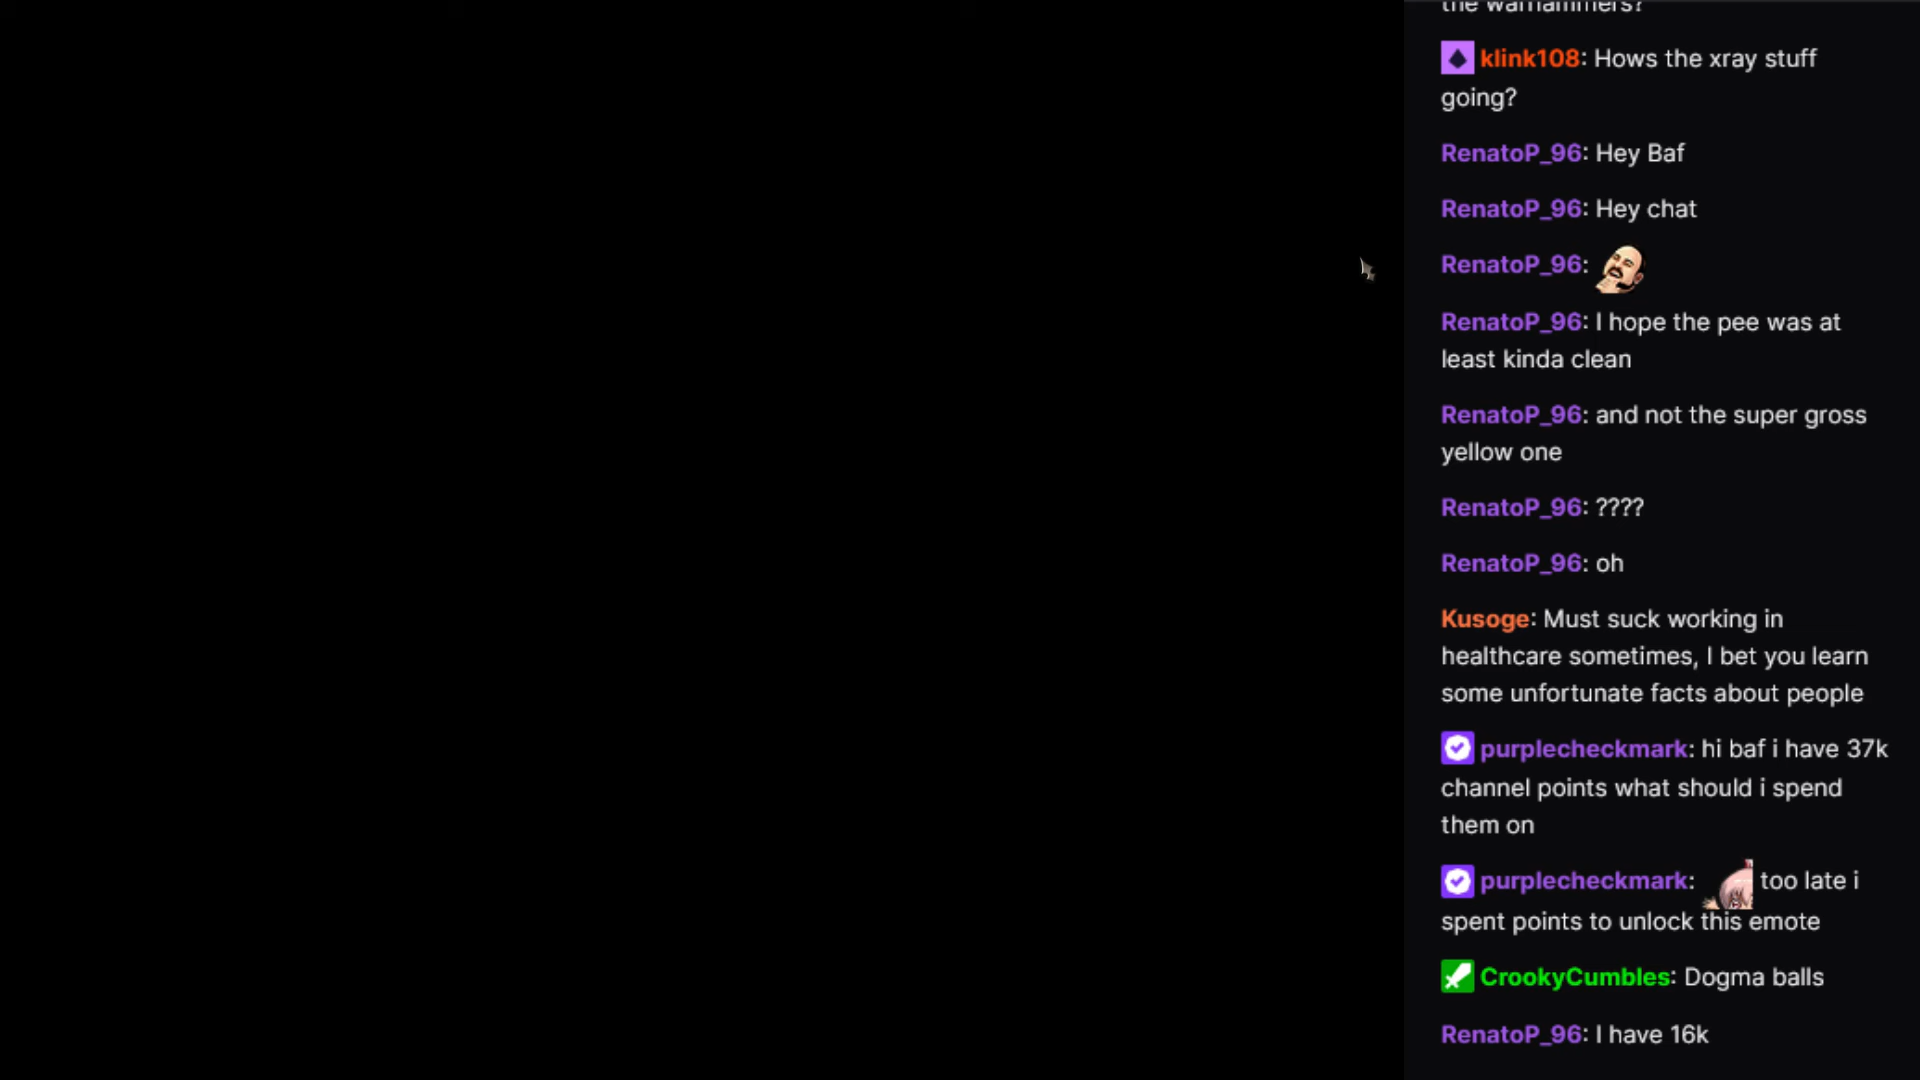 the warhammers?
klink108: Hows the xray stuff
going?
RenatoP_96: Hey Baf
RenatoP_96: Hey chat
RenatoP_96:
RenatoP_96: I hope the pee was at
least kinda clean
RenatoP_96: and not the super gross
yellow one
RenatoP_96: ????
RenatoP_96: oh
Kusoge: Must suck working in
healthcare sometimes, I bet you learn
some unfortunate facts about people
purplecheckmark: hi baf i have 37k
channel points what should i spend
them on
purplecheckmark: too late i
spent points to unlock this emote
CrookyCumbles: Dogma balls
RenatoP_96: I have 16k